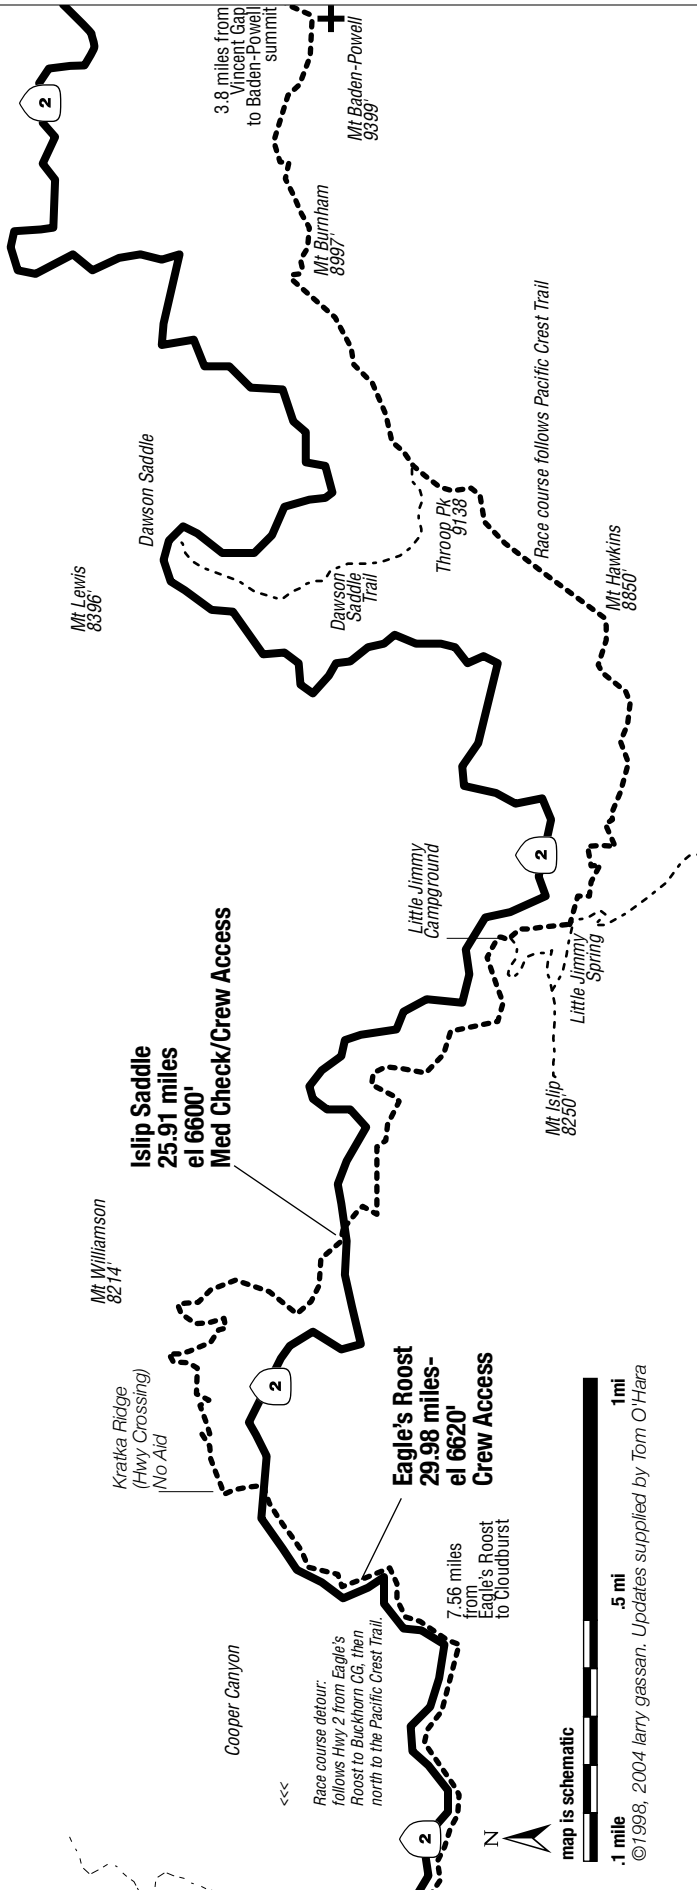 2
3.8 miles from
Vincent Gap
to Baden-Powell
summit
Mt Baden-Powell
9399'
Mt Burnham
8997'
Dawson Saddle
Mt Lewis
8396'
Dawson
Saddle
Trail
Throop Pk
9138
Race course follows Pacific Crest Trail
Mt Hawkins
8850'
2
Little Jimmy
Campground
Little Jimmy
Spring
Mt Islip
8250'
Islip Saddle
25.91 miles
el 6600'
Med Check/Crew Access
Mt Williamson
8214'
Kratka Ridge
(Hwy Crossing)
No Aid
2
Eagle's Roost
29.98 miles-
el 6620'
Crew Access
7.56 miles
from
Eagle's Roost
to Cloudburst
Cooper Canyon
<<<
Race course detour:
follows Hwy 2 from Eagle's
Roost to Buckhorn CG, then
north to the Pacific Crest Trail.
2
N
map is schematic
.1 mile
.5 mi
1mi
©1998, 2004 larry gassan. Updates supplied by Tom O'Hara